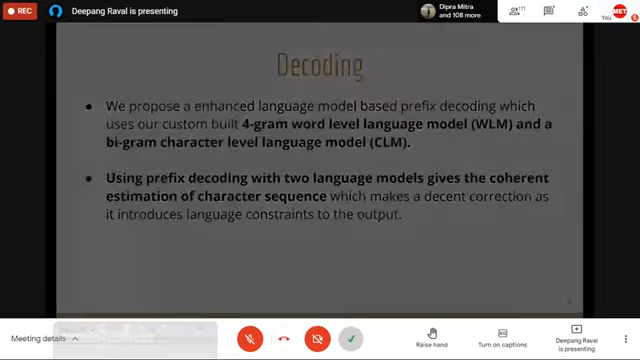 REC
Deepang Raval is presenting
Dipra Mitra
and 108 more
111
You
MET
Decoding
We propose a enhanced language model based prefix decoding which
uses our custom built 4-gram word level language model (WLM) and a
bi-gram character level language model (CLM).
Using prefix decoding with two language models gives the coherent
estimation of character sequence which makes a decent correction as
it introduces language constraints to the output.
Meeting details
Raise hand
Turn on captions
Deepang Raval
is presenting